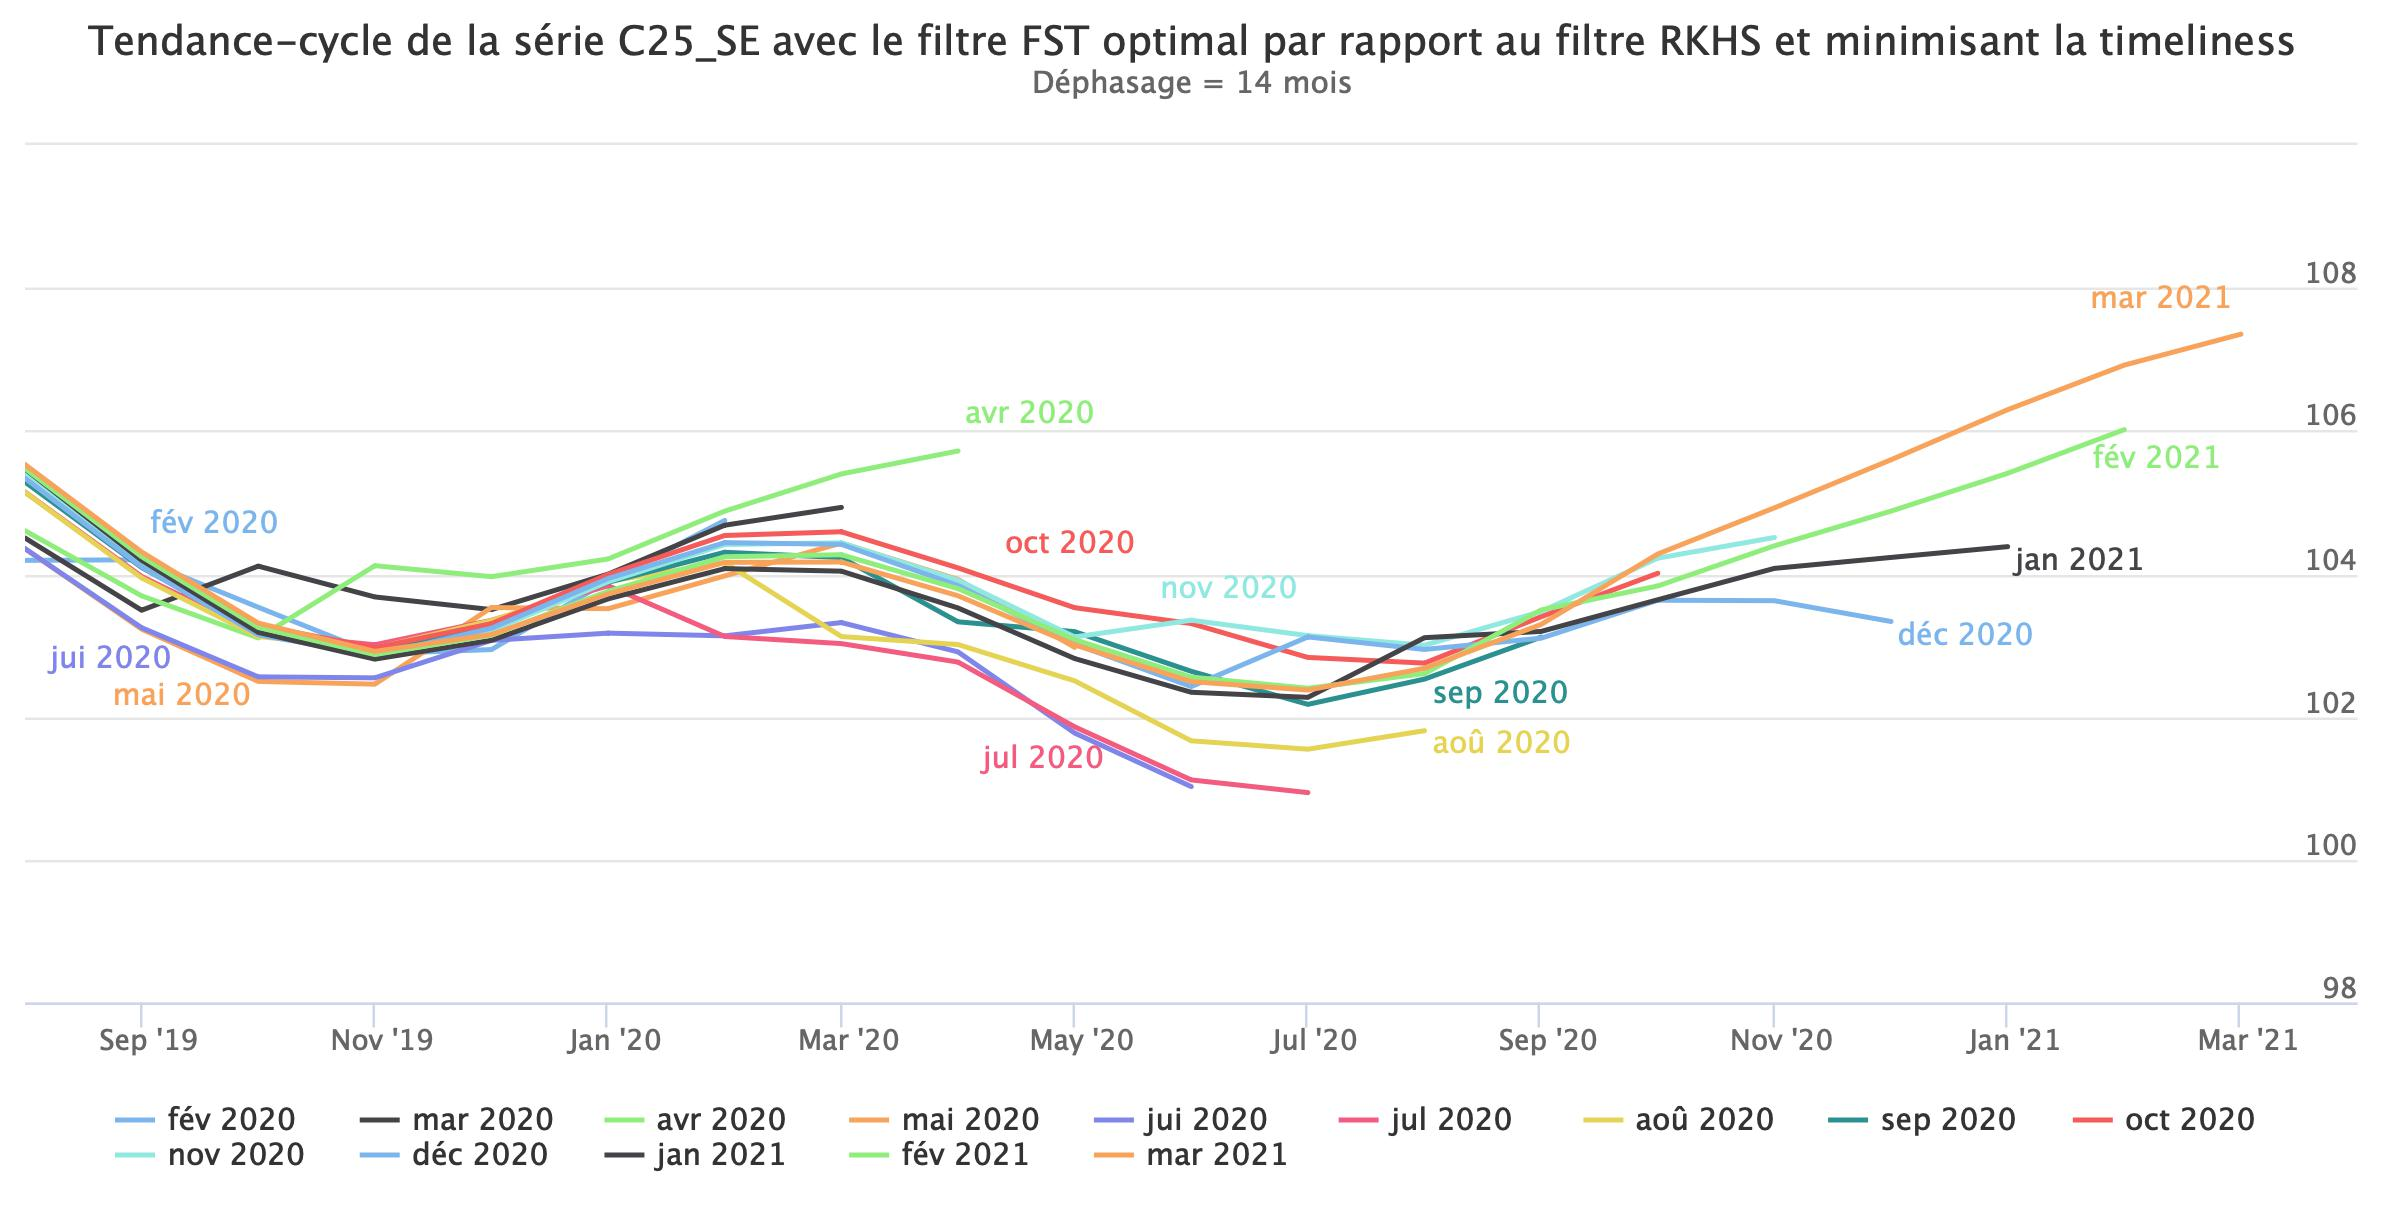 Tendance-cycle de la série C25_SE avec le filtre FST optimal par rapport au filtre RKHS et minimisant la timeliness
Déphasage = 14 mois
108
mar 2021
106
avr 2020
fév 2021
fév 2020
oct 2020
104
jan 2021
nov 2020
déc 2020
jui 2020
mai 2020
sep 2020
102
aoû 2020
jul 2020
100
98
Sep '19 Nov '19 Jan '20 Mar '20 May '20 Jul '20 Sep '20 Nov '20 Jan '21 Mar '21
fév 2020 mar 2020 avr 2020 mai 2020 jui 2020 jul 2020 aoû 2020 sep 2020 oct 2020
nov 2020 déc 2020 jan 2021 fév 2021 mar 2021